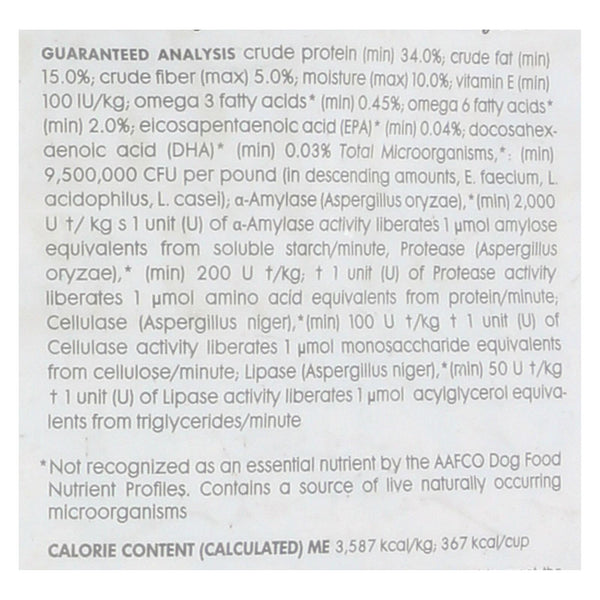 GUARANTEED ANALYSIS crude protein (min) 34.0%; crude fat (min)
15.0%; crude fiber (max) 5.0%; moisture (max) 10.0%; vitamin E (min)
100 IU/kg; omega 3 fatty acids* (min) 0.45%; omega 6 fatty acids*
(min) 2.0%; eicosapentaenoic acid (EPA)* (min) 0.04%; docosahex-
aenoic acid (DHA)* (min) 0.03% Total Microorganisms,*: (min)
9,500,000 CFU per pound (in descending amounts, E. faecium, L.
acidophilus, L. casei); α-Amylase (Aspergillus oryzae),*(min) 2,000
U †/ kg s 1 unit (U) of α-Amylase activity liberates 1 µmol amylose
equivalents from soluble starch/minute, Protease (Aspergillus
oryzae),* (min) 200 U †/kg; † 1 unit (U) of Protease activity
liberates 1 µmol amino acid equivalents from protein/minute;
Cellulase (Aspergillus niger),*(min) 100 U †/kg † 1 unit (U) of
Cellulase activity liberates 1 µmol monosaccharide equivalents
from cellulose/minute; Lipase (Aspergillus niger),*(min) 50 U †/kg
† 1 unit (U) of Lipase activity liberates 1 µmol acylglycerol equiva-
lents from triglycerides/minute
*Not recognized as an essential nutrient by the AAFCO Dog Food
Nutrient Profiles. Contains a source of live naturally occurring
microorganisms
CALORIE CONTENT (CALCULATED) ME 3,587 kcal/kg; 367 kcal/cup